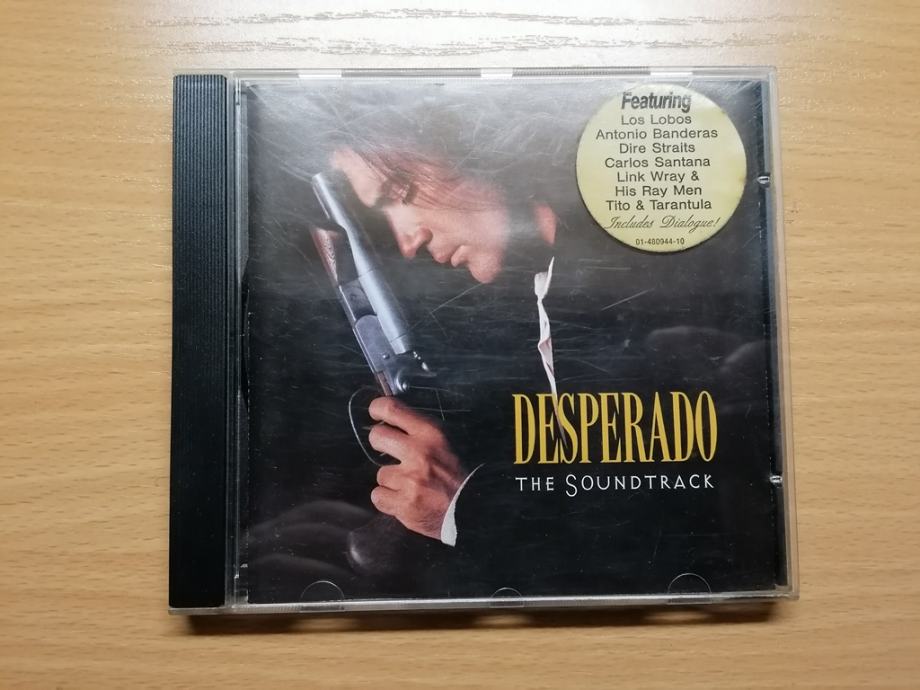 Featuring
Los Lobos
Antonio Banderas
Dire Straits
Carlos Santana
Link Wray &
His Ray Men
Tito & Tarantula
Includes Dialogue!
01-480944-10
DESPERADO
THE SOUNDTRACK